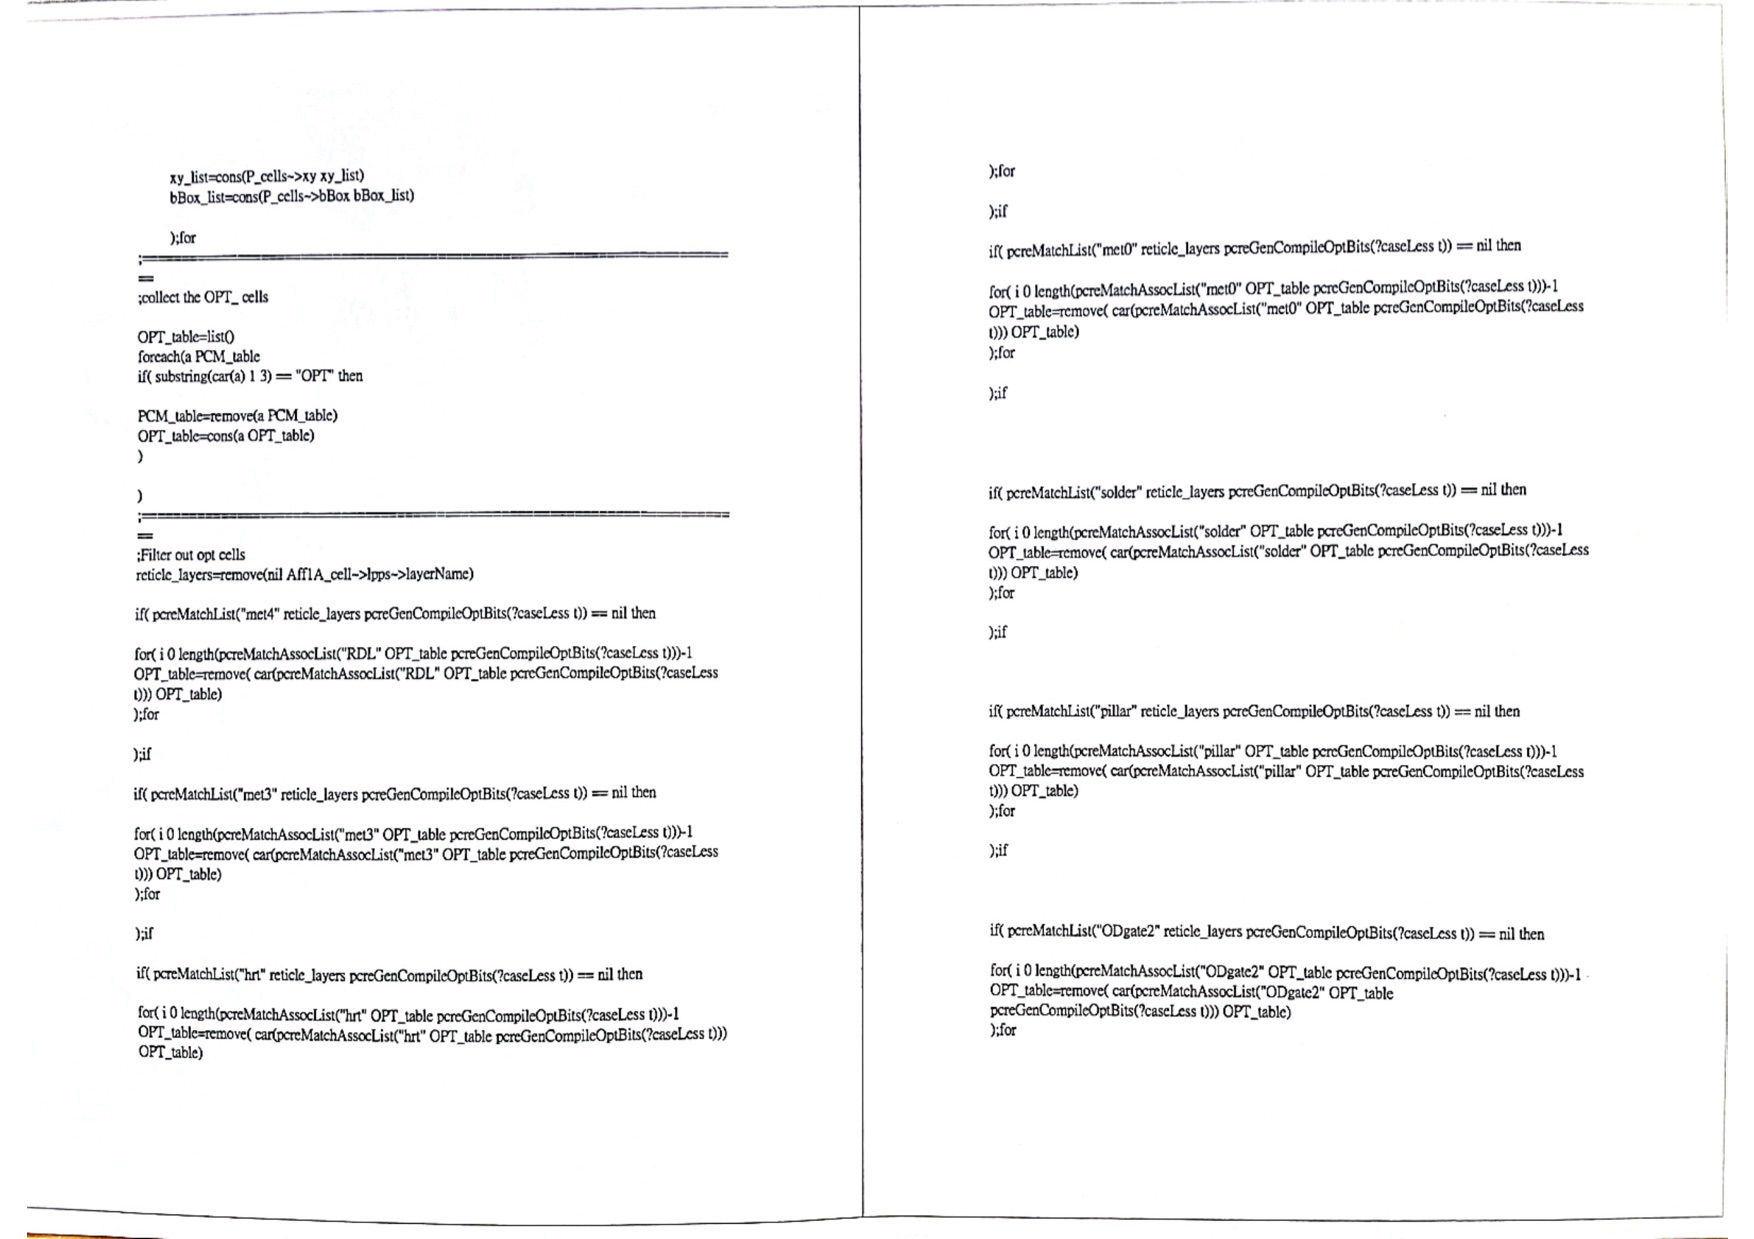 xy_list=cons(P_cells~>xy xy_list)
bBox_list=cons(P_cells~>bBox bBox_list)
);for
;==========================================================================
==
;collect the OPT_ cells
OPT_table=list()
foreach(a PCM_table
if( substring(car(a) 1 3) == "OPT" then
PCM_table=remove(a PCM_table)
OPT_table=cons(a OPT_table)
)
)
;==========================================================================
==
;Filter out opt cells
reticle_layers=remove(nil Aff1A_cell~>lpps~>layerName)
if( pcreMatchList("met4" reticle_layers pcreGenCompileOptBits(?caseLess t)) == nil then
for( i 0 length(pcreMatchAssocList("RDL" OPT_table pcreGenCompileOptBits(?caseLess t)))-1
OPT_table=remove( car(pcreMatchAssocList("RDL" OPT_table pcreGenCompileOptBits(?caseLess
t))) OPT_table)
);for
);if
if( pcreMatchList("met3" reticle_layers pcreGenCompileOptBits(?caseLess t)) == nil then
for( i 0 length(pcreMatchAssocList("met3" OPT_table pcreGenCompileOptBits(?caseLess t)))-1
OPT_table=remove( car(pcreMatchAssocList("met3" OPT_table pcreGenCompileOptBits(?caseLess
t))) OPT_table)
);for
);if
if( pcreMatchList("hrt" reticle_layers pcreGenCompileOptBits(?caseLess t)) == nil then
for( i 0 length(pcreMatchAssocList("hrt" OPT_table pcreGenCompileOptBits(?caseLess t)))-1
OPT_table=remove( car(pcreMatchAssocList("hrt" OPT_table pcreGenCompileOptBits(?caseLess t)))
OPT_table)
);for
);if
if( pcreMatchList("met0" reticle_layers pcreGenCompileOptBits(?caseLess t)) == nil then
for( i 0 length(pcreMatchAssocList("met0" OPT_table pcreGenCompileOptBits(?caseLess t)))-1
OPT_table=remove( car(pcreMatchAssocList("met0" OPT_table pcreGenCompileOptBits(?caseLess
t))) OPT_table)
);for
);if
if( pcreMatchList("solder" reticle_layers pcreGenCompileOptBits(?caseLess t)) == nil then
for( i 0 length(pcreMatchAssocList("solder" OPT_table pcreGenCompileOptBits(?caseLess t)))-1
OPT_table=remove( car(pcreMatchAssocList("solder" OPT_table pcreGenCompileOptBits(?caseLess
t))) OPT_table)
);for
);if
if( pcreMatchList("pillar" reticle_layers pcreGenCompileOptBits(?caseLess t)) == nil then
for( i 0 length(pcreMatchAssocList("pillar" OPT_table pcreGenCompileOptBits(?caseLess t)))-1
OPT_table=remove( car(pcreMatchAssocList("pillar" OPT_table pcreGenCompileOptBits(?caseLess
t))) OPT_table)
);for
);if
if( pcreMatchList("ODgate2" reticle_layers pcreGenCompileOptBits(?caseLess t)) == nil then
for( i 0 length(pcreMatchAssocList("ODgate2" OPT_table pcreGenCompileOptBits(?caseLess t)))-1
OPT_table=remove( car(pcreMatchAssocList("ODgate2" OPT_table
pcreGenCompileOptBits(?caseLess t))) OPT_table)
);for